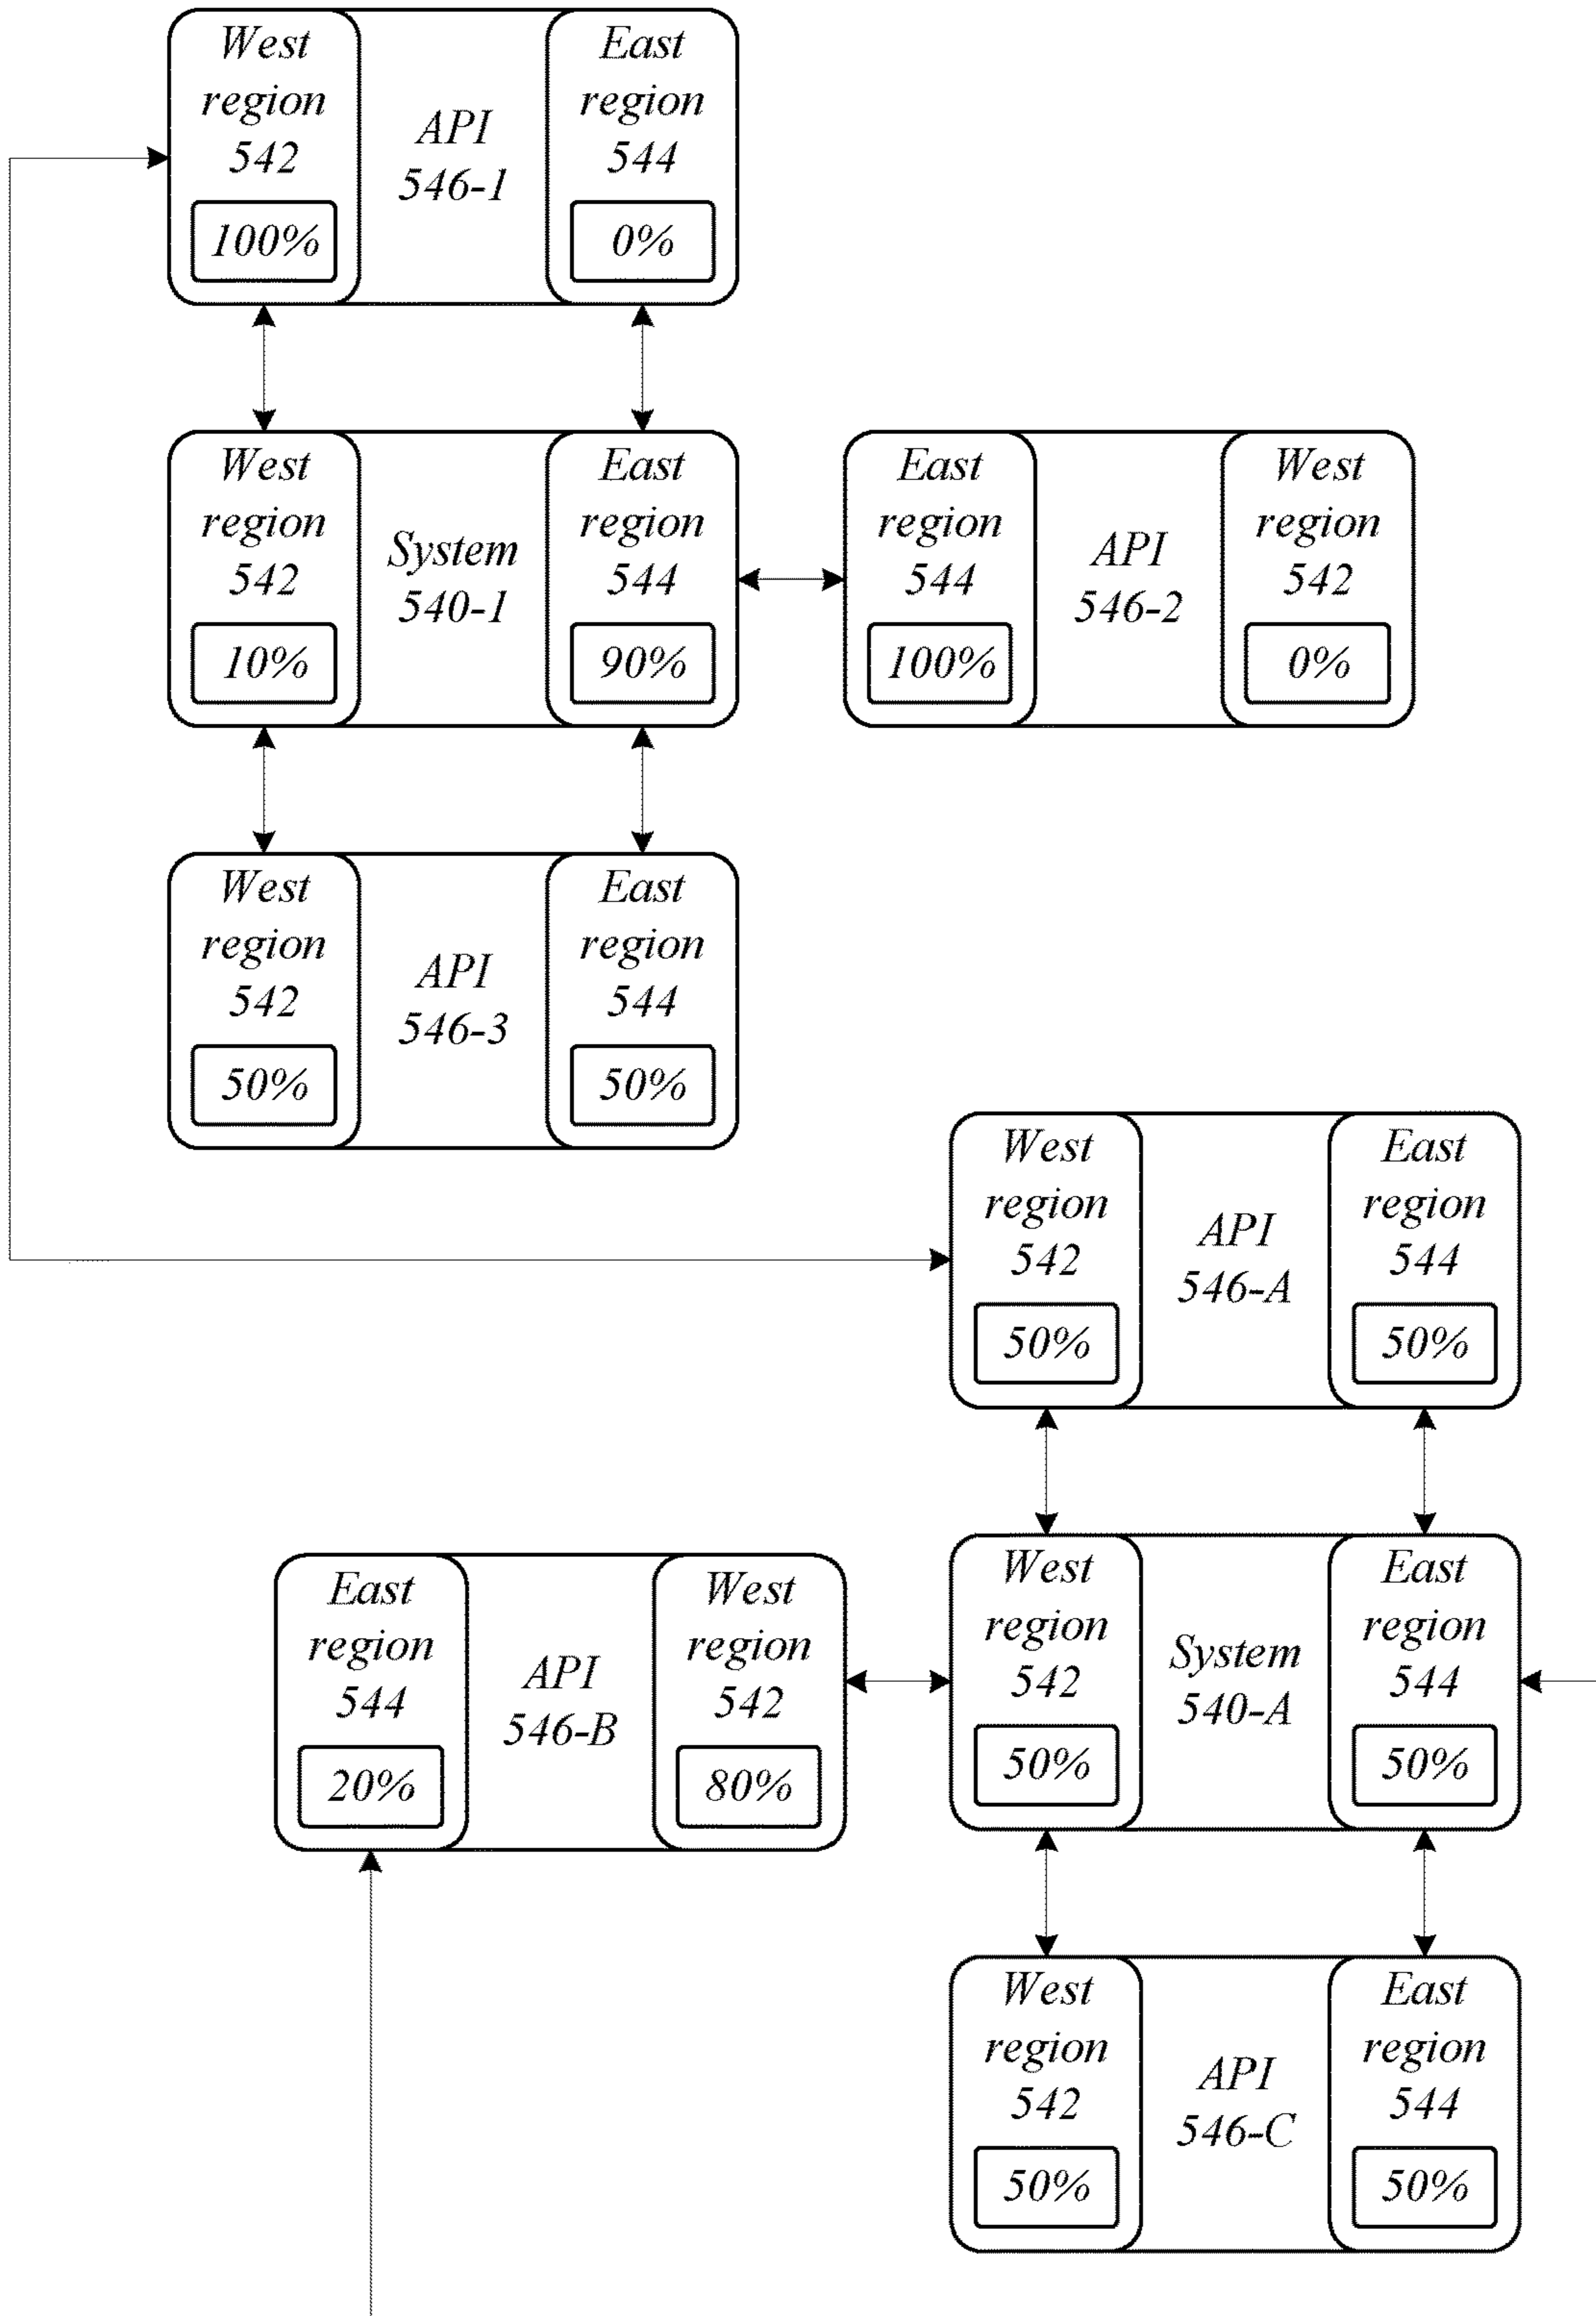 West
region
542
100%
API
546-1
East
region
544
0%
West
region
542
10%
System
540-1
East
region
544
90%
East
region
544
100%
API
546-2
West
region
542
0%
West
region
542
50%
API
546-3
East
region
544
50%
West
region
542
50%
API
546-A
East
region
544
50%
East
region
544
20%
API
546-B
West
region
542
80%
West
region
542
50%
System
540-A
East
region
544
50%
West
region
542
50%
API
546-C
East
region
544
50%